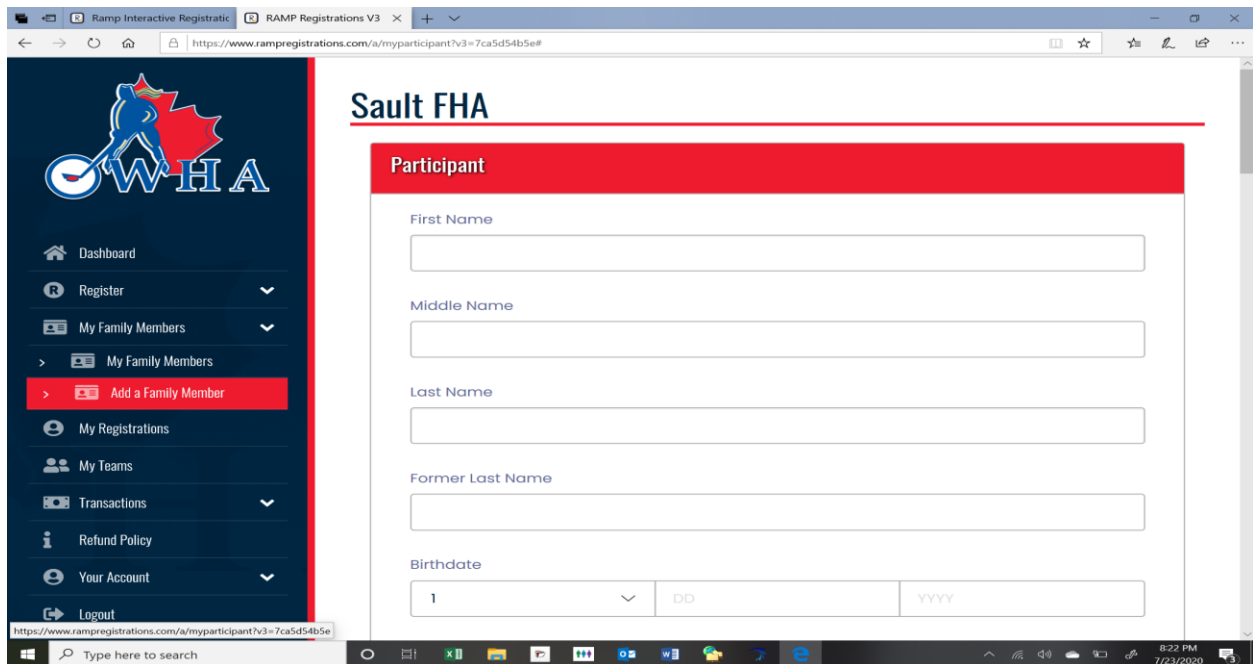 Ramp Interactive Registratic
RAMP Registrations V3
https://www.rampregistrations.com/a/myparticipant?v3=7ca5d54b5e#
OWHA
Dashboard
Register
My Family Members
My Family Members
Add a Family Member
My Registrations
My Teams
Transactions
Refund Policy
Your Account
Logout
https://www.rampregistrations.com/a/myparticipant?v3=7ca5d54b5e
Sault FHA
Participant
First Name
Middle Name
Last Name
Former Last Name
Birthdate
1 DD YYYY
Type here to search
8:22 PM
7/23/2020